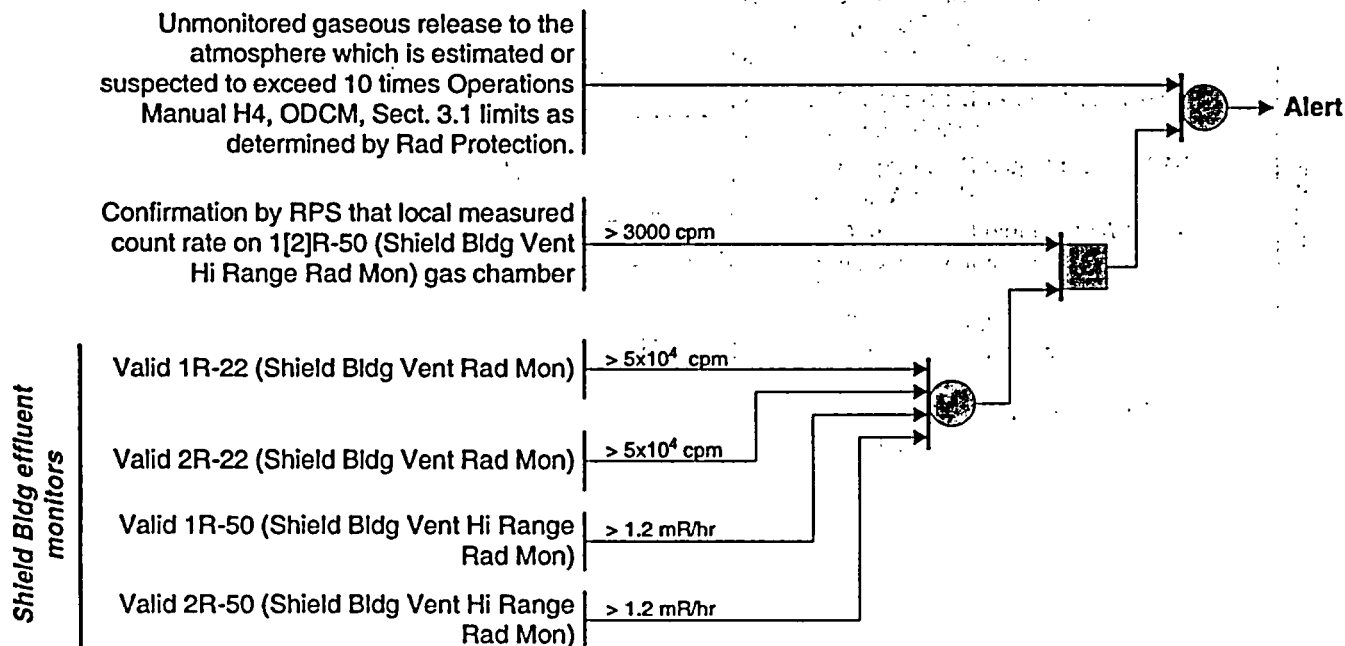 Unmonitored gaseous release to the
atmosphere which is estimated or
suspected to exceed 10 times Operations
Manual H4, ODCM, Sect. 3.1 limits as
determined by Rad Protection.
Alert
Confirmation by RPS that local measured
count rate on 1[2]R-50 (Shield Bldg Vent
Hi Range Rad Mon) gas chamber
> 3000 cpm
Shield Bldg effluent
monitors
Valid 1R-22 (Shield Bldg Vent Rad Mon)
> 5x10⁴ cpm
Valid 2R-22 (Shield Bldg Vent Rad Mon)
> 5x10⁴ cpm
Valid 1R-50 (Shield Bldg Vent Hi Range
Rad Mon)
> 1.2 mR/hr
Valid 2R-50 (Shield Bldg Vent Hi Range
Rad Mon)
> 1.2 mR/hr